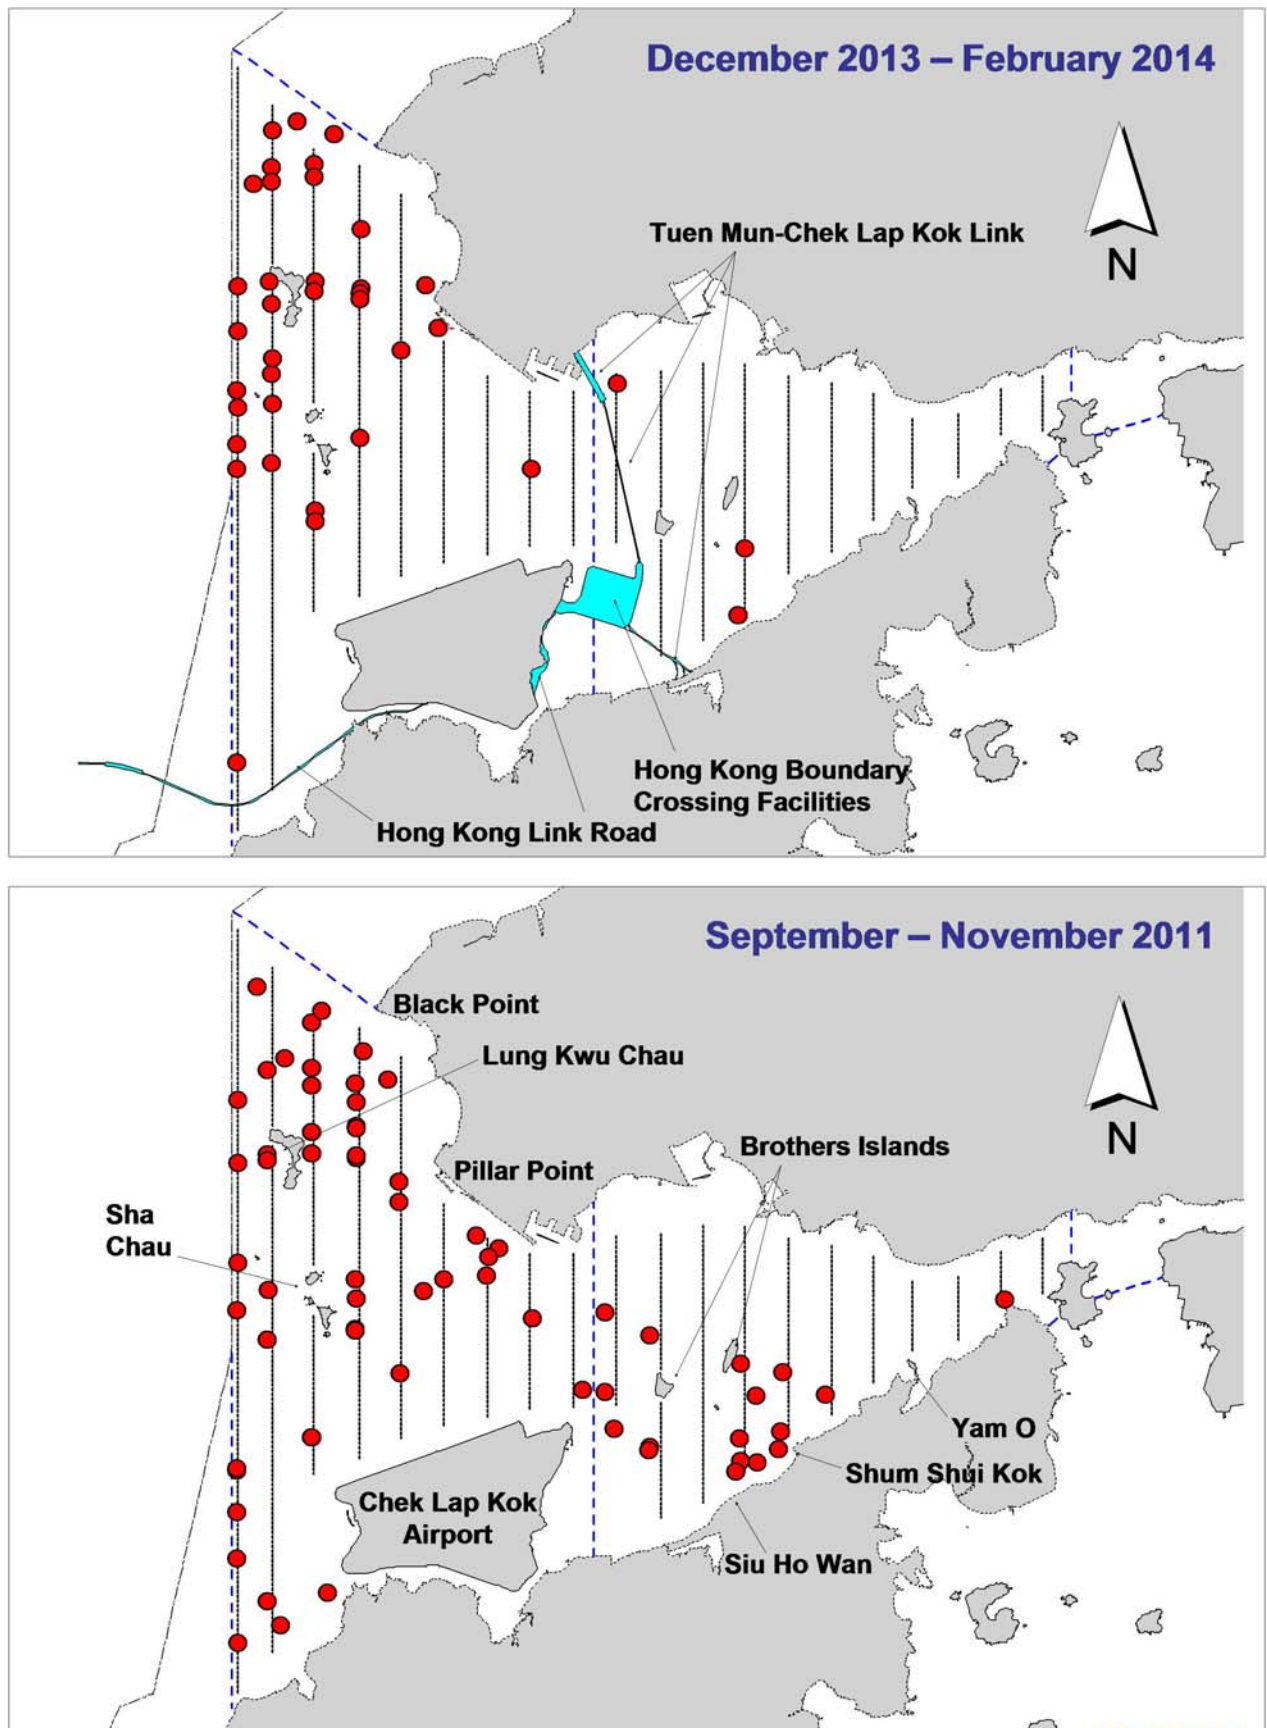 December 2013 – February 2014
Tuen Mun-Chek Lap Kok Link
N
Hong Kong Boundary
Crossing Facilities
Hong Kong Link Road
September – November 2011
Black Point
Lung Kwu Chau
N
Brothers Islands
Pillar Point
Sha
Chau
Yam O
Shum Shui Kok
Chek Lap Kok
Airport
Siu Ho Wan